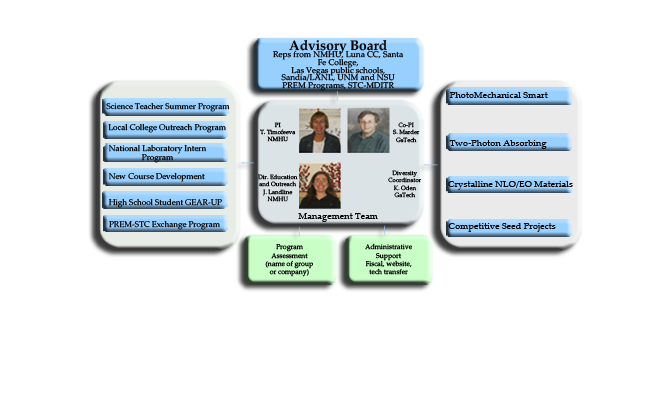 Advisory Board
Reps from NMHU, Luna CC, Santa
Fe College,
Las Vegas public schools,
Sandia/LANL, UNM and NSU
PREM Programs, STC-MDITR
Science Teacher Summer Program
Local College Outreach Program
National Laboratory Intern
Program
New Course Development
High School Student GEAR-UP
PREM-STC Exchange Program
PI
T. Timofeeva
NMHU
Co-PI
S. Marder
GaTech
Dir. Education
and Outreach
J. Landline
NMHU
Diversity
Coordinator
K. Oden
GaTech
Management Team
PhotoMechanical Smart
Two-Photon Absorbing
Crystalline NLO/EO Materials
Competitive Seed Projects
Program
Assessment
(name of group
or company)
Administrative
Support
Fiscal, website,
tech transfer